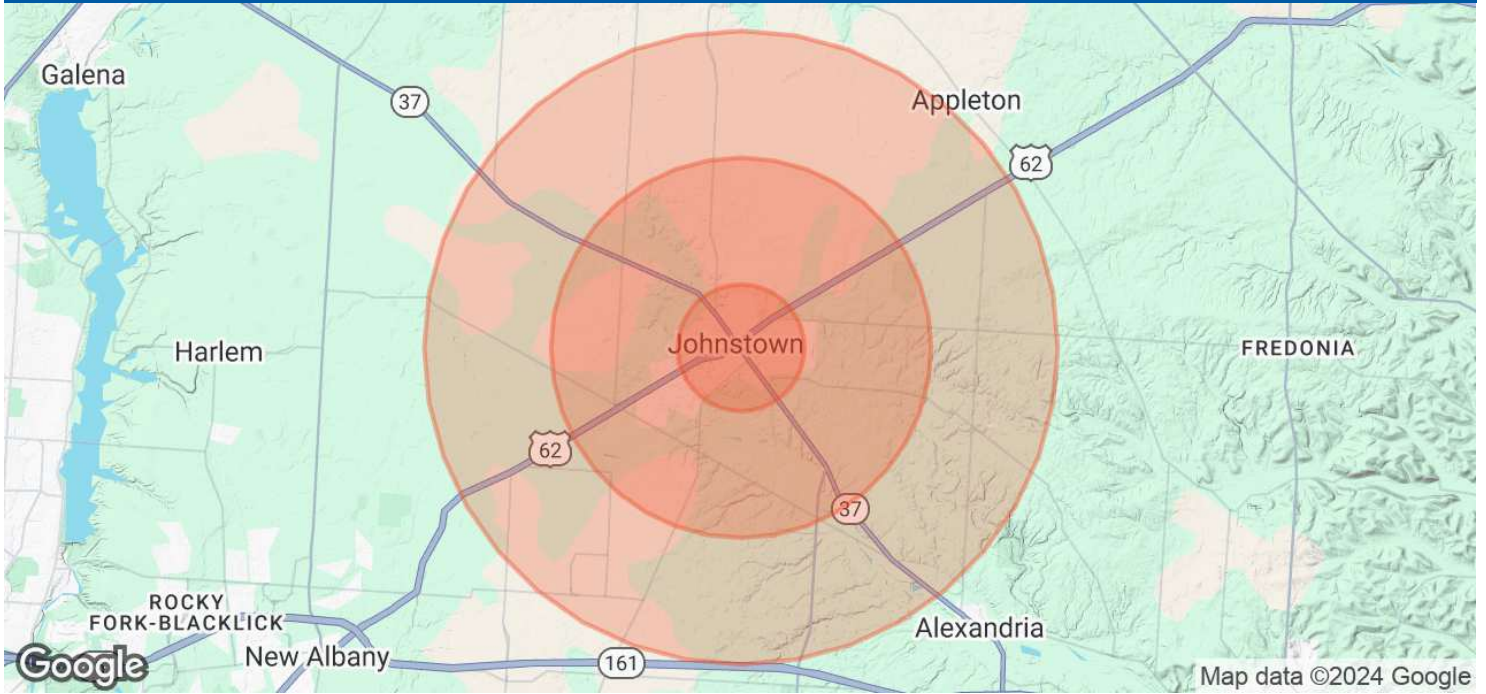 Galena
37
Appleton
62
Johnstown
Harlem
FREDONIA
62
37
ROCKY
FORK-BLACKLICK
Alexandria
New Albany
161
Google
Map data ©2024 Google